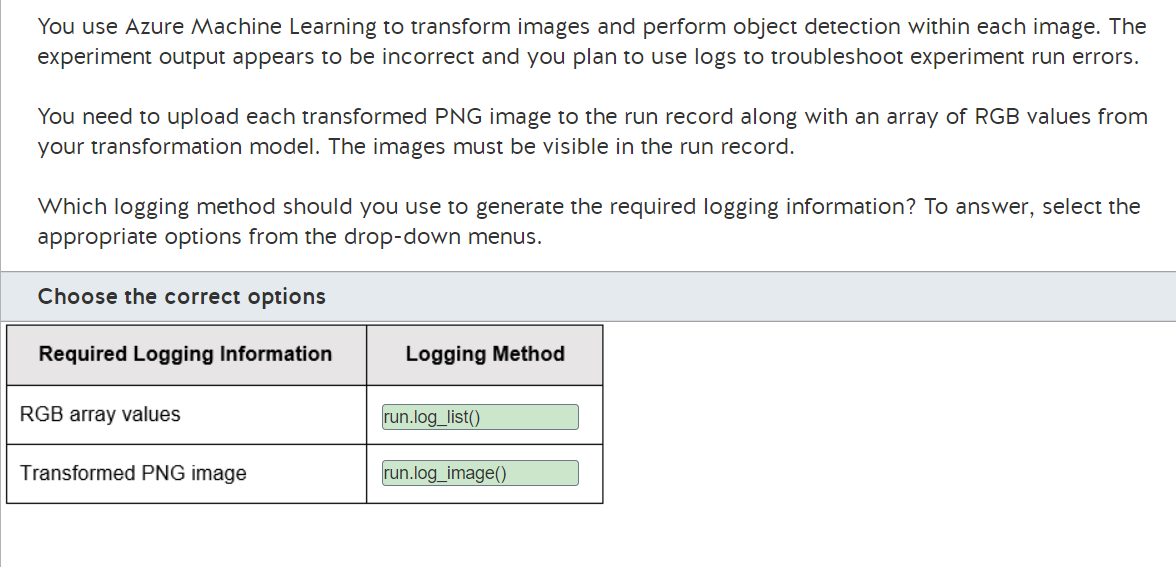 You use Azure Machine Learning to transform images and perform object detection within each image. The
experiment output appears to be incorrect and you plan to use logs to troubleshoot experiment run errors.
You need to upload each transformed PNG image to the run record along with an array of RGB values from
your transformation model. The images must be visible in the run record.
Which logging method should you use to generate the required logging information? To answer, select the
appropriate options from the drop-down menus.
Choose the correct options
Required Logging Information Logging Method
RGB array values run.log_list()
Transformed PNG image run.log_image()